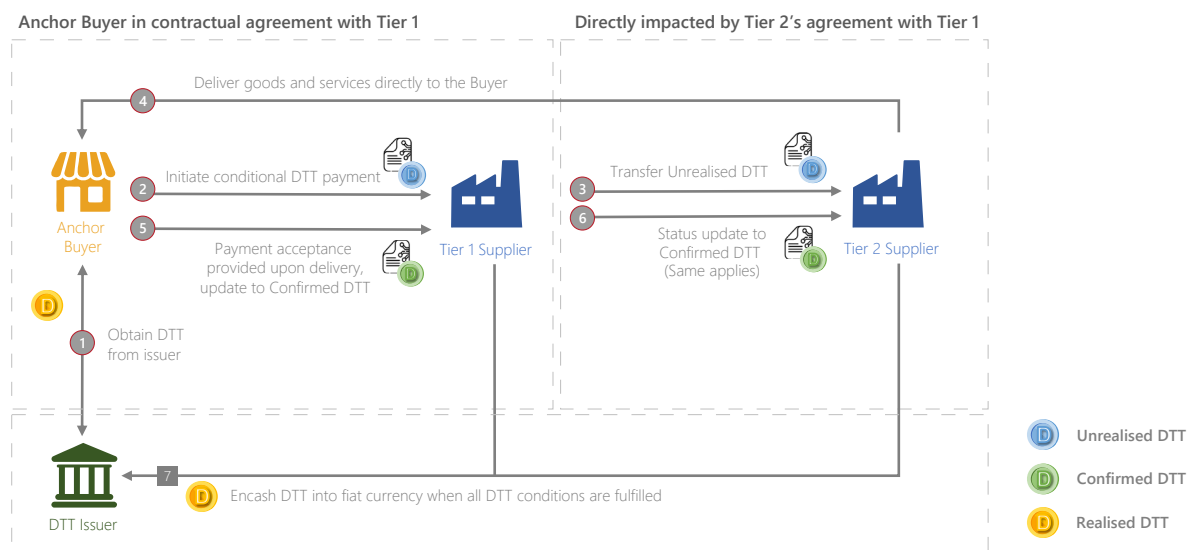 Anchor Buyer in contractual agreement with Tier 1
Directly impacted by Tier 2's agreement with Tier 1
Deliver goods and services directly to the Buyer
4
D
D
2
Initiate conditional DTT payment
3
Transfer Unrealised DTT
5
6
Anchor
Buyer
Payment acceptance
provided upon delivery,
update to Confirmed DTT
D
Tier 1 Supplier
Status update to
Confirmed DTT
(Same applies)
D
Tier 2 Supplier
D
1
Obtain DTT
from issuer
7
D
Encash DTT into fiat currency when all DTT conditions are fulfilled
DTT Issuer
D
Unrealised DTT
D
Confirmed DTT
D
Realised DTT